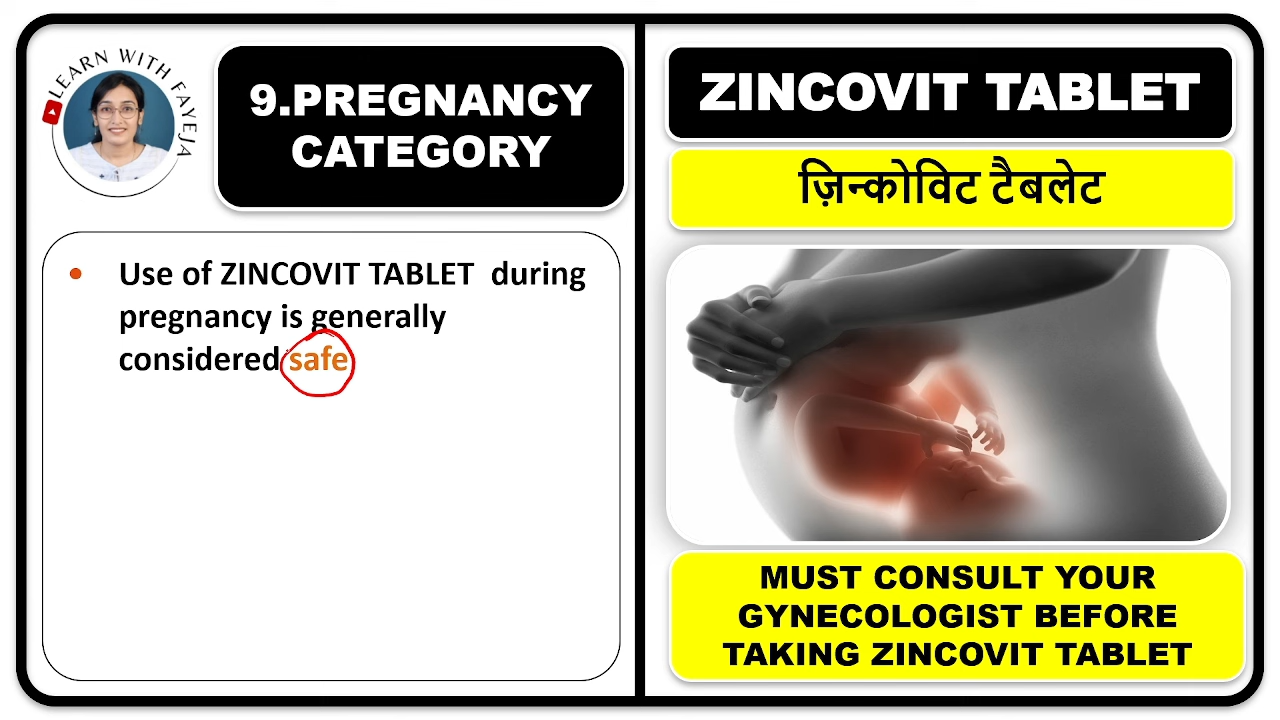 LEARN WITH FAYEJA
9.PREGNANCY
CATEGORY
• Use of ZINCOVIT TABLET during
pregnancy is generally
considered safe
ZINCOVIT TABLET
ज़िन्कोविट टैबलेट
MUST CONSULT YOUR
GYNECOLOGIST BEFORE
TAKING ZINCOVIT TABLET